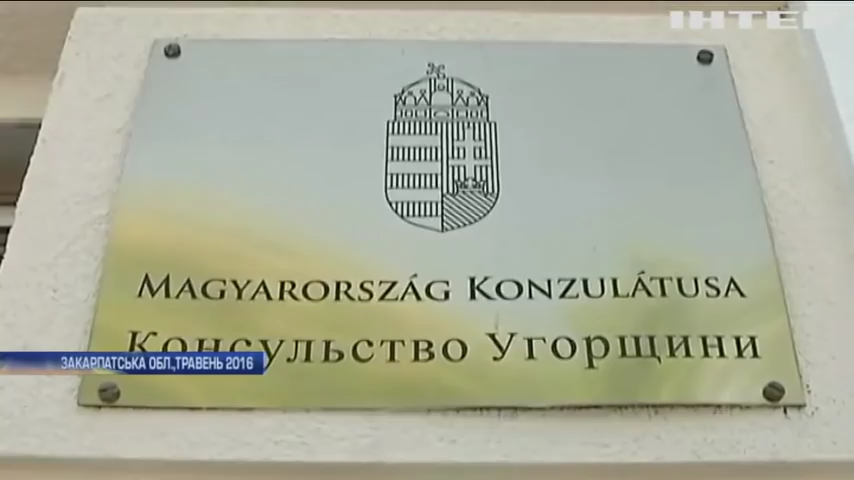 ІНТЕР
MAGYARORSZÁG KONZULÁTUSA
Консульство Угорщини
ЗАКАРПАТСЬКА ОБЛ.,ТРАВЕНЬ 2016